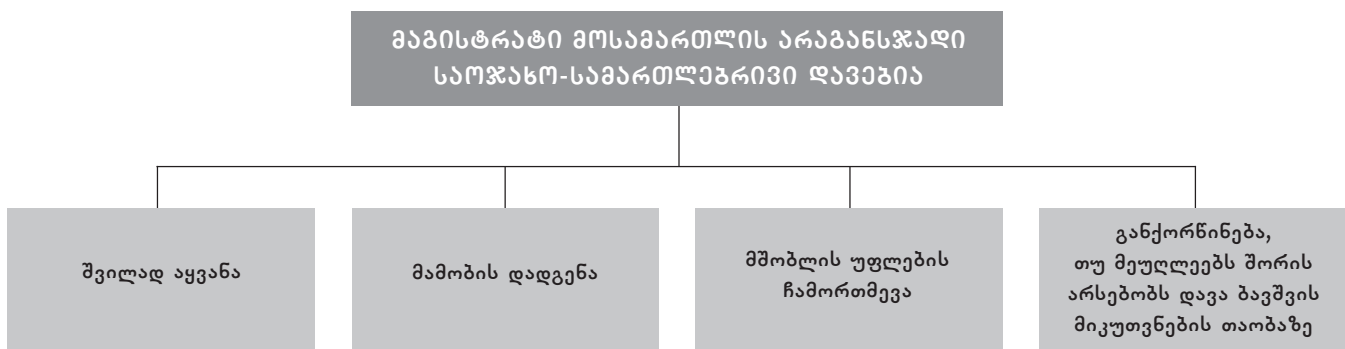 მაგისტრატი მოსამართლის არაგანსჯადი
საოჯახო-სამართლებრივი დავებია
შვილად აყვანა
მამობის დადგენა
მშობლის უფლების
ჩამორთმევა
განქორწინება,
თუ მეუღლეებს შორის
არსებობს დავა ბავშვის
მიკუთვნების თაობაზე